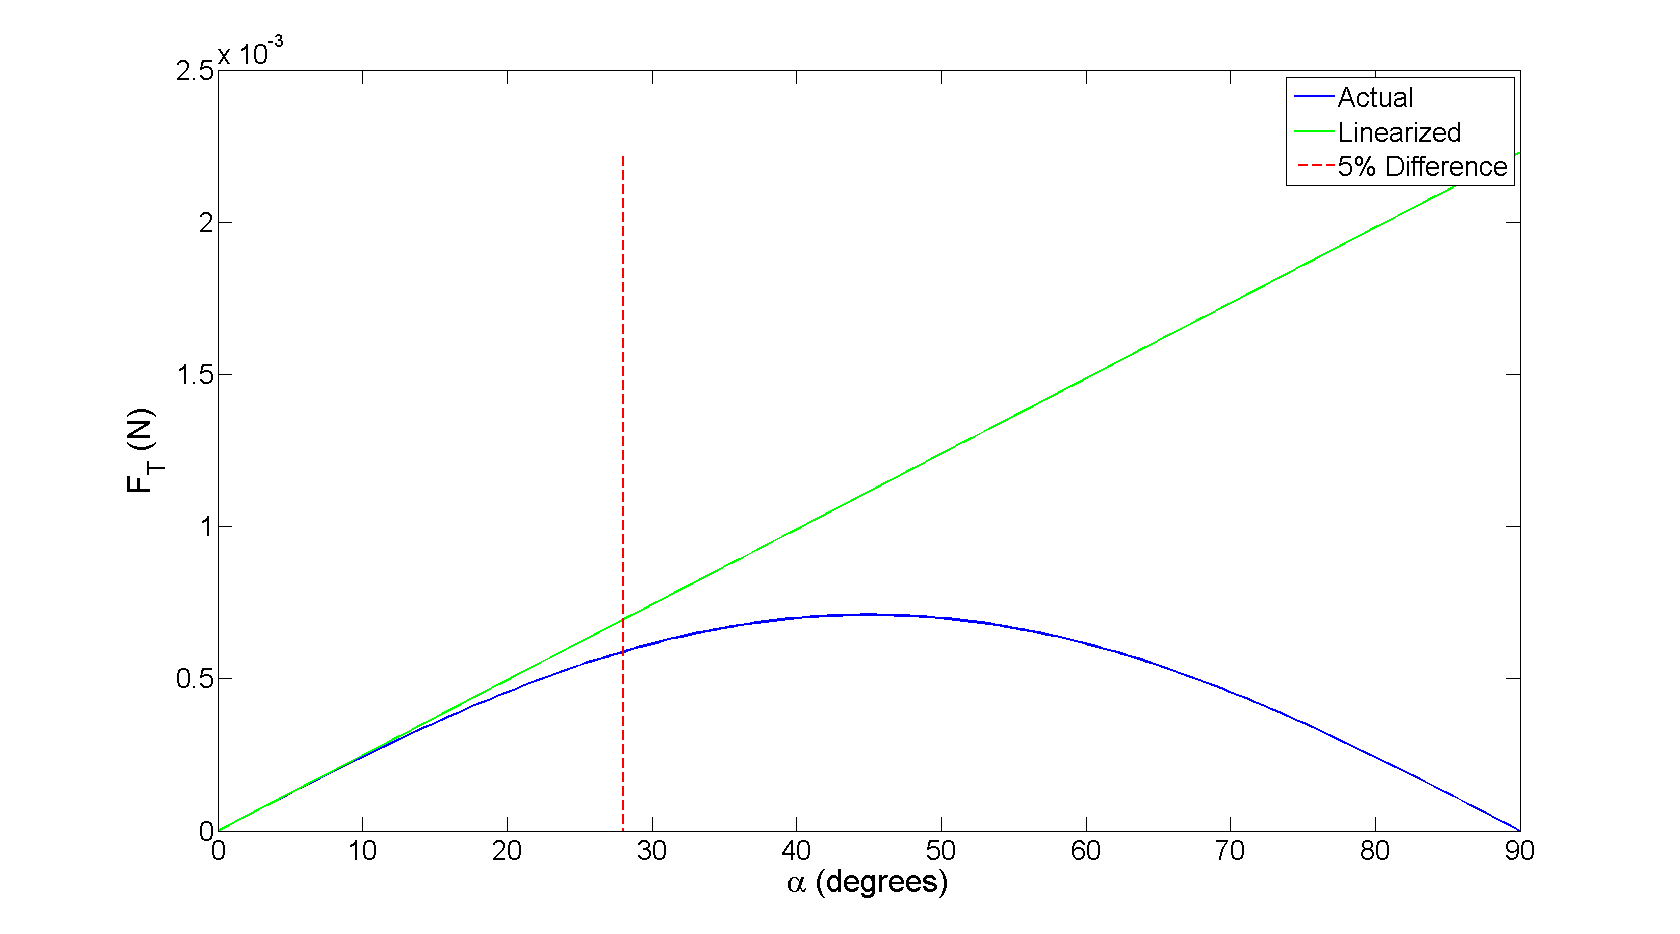 x 10-3
2.5
2
1.5
1
0.5
0
F_T (N)
0 10 20 30 40 50 60 70 80 90
α (degrees)
Actual
Linearized
5% Difference